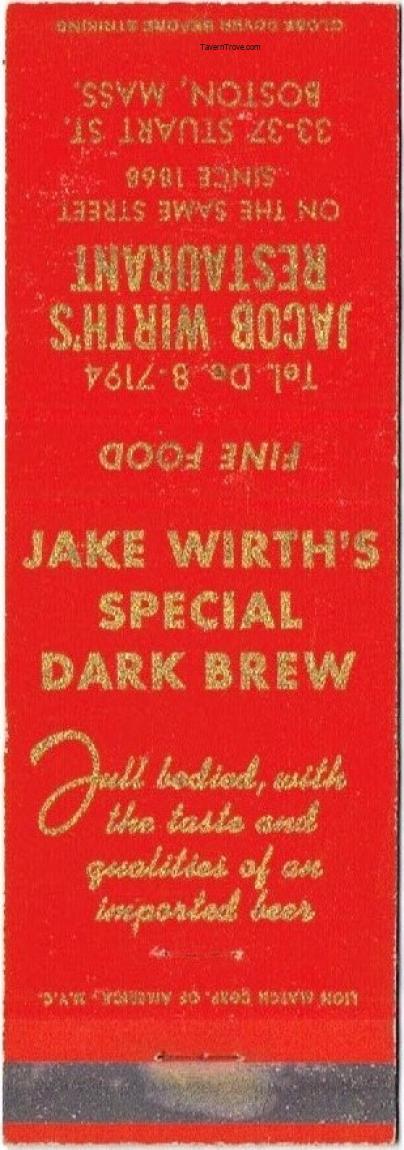 CLOSE COVER BEFORE STRIKING
TavernTrove.com
33-37 STUART ST.
BOSTON, MASS.
ON THE SAME STREET
SINCE 1868
JACOB WIRTH'S
RESTAURANT
Tel. De. 8-7194
FINE FOOD
JAKE WIRTH'S
SPECIAL
DARK BREW
Full bodied, with
the taste and
qualities of an
imported beer
LION MATCH CORP. OF AMERICA, N.Y.C.